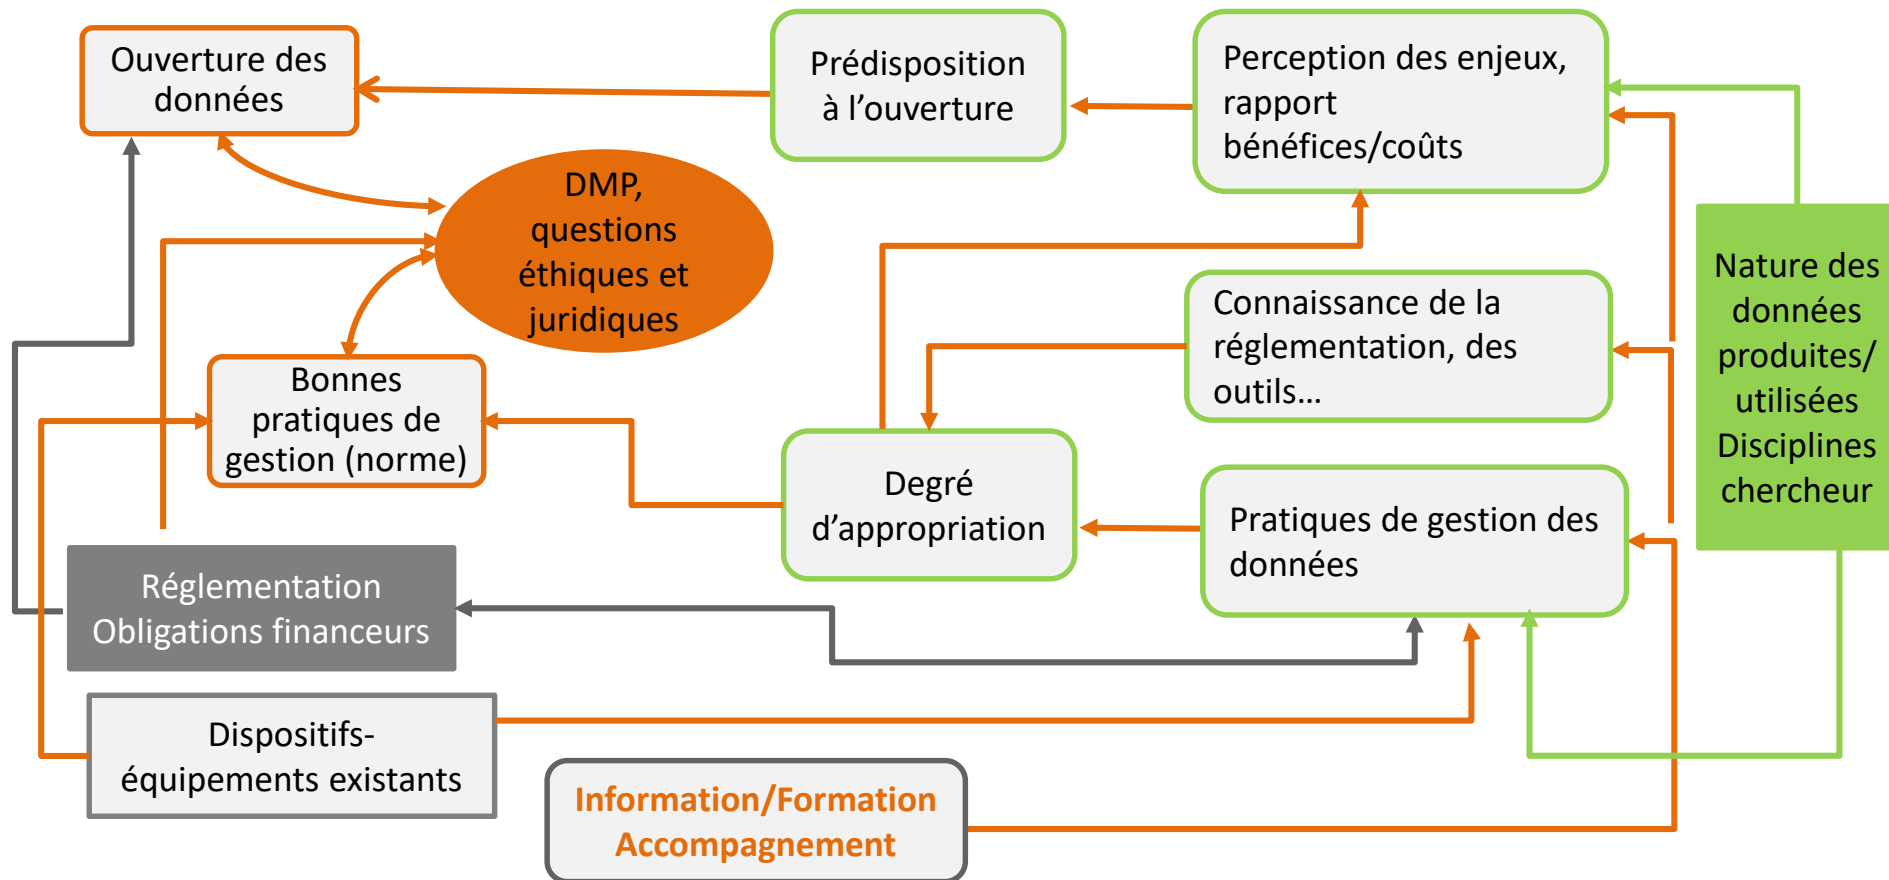 Ouverture des
données
Prédisposition
à l’ouverture
Perception des enjeux,
rapport
bénéfices/coûts
DMP,
questions
éthiques et
juridiques
Nature des
données
produites/
utilisées
Disciplines
chercheur
Connaissance de la
réglementation, des
outils…
Bonnes
pratiques de
gestion (norme)
Degré
d’appropriation
Pratiques de gestion des
données
Réglementation
Obligations financeurs
Dispositifs-
équipements existants
Information/Formation
Accompagnement